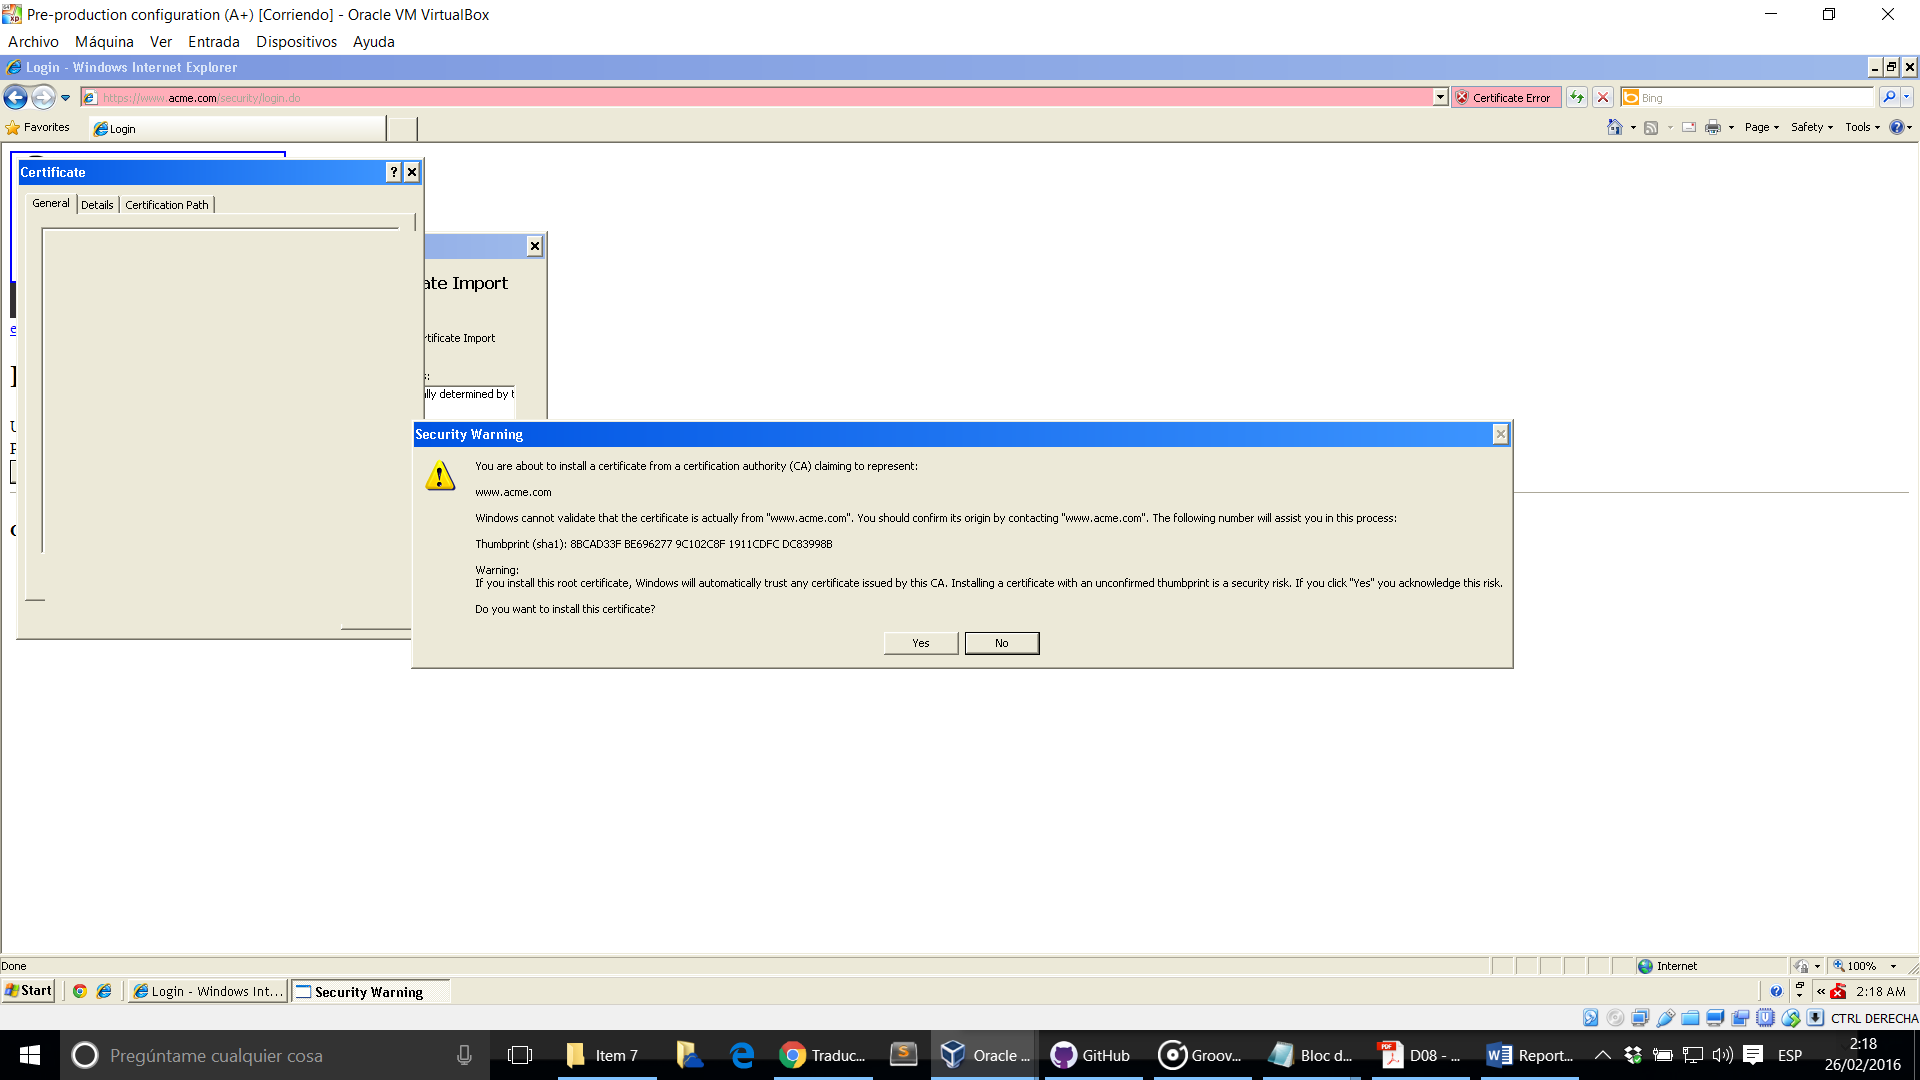 Pre-production configuration (A+) [Corriendo] - Oracle VM VirtualBox
Archivo Máquina Ver Entrada Dispositivos Ayuda
Login - Windows Internet Explorer
https://www.acme.com/security/login.do
Certificate Error
Bing
Favorites
Login
Page
Safety
Tools
Certificate
General
Details
Certification Path
ate Import
rtificate Import
s:
lly determined by t
Security Warning
You are about to install a certificate from a certification authority (CA) claiming to represent:
www.acme.com
Windows cannot validate that the certificate is actually from "www.acme.com". You should confirm its origin by contacting "www.acme.com". The following number will assist you in this process:
Thumbprint (sha1): 8BCAD33F BE696277 9C102C8F 1911CDFC DC83998B
Warning:
If you install this root certificate, Windows will automatically trust any certificate issued by this CA. Installing a certificate with an unconfirmed thumbprint is a security risk. If you click "Yes" you acknowledge this risk.
Do you want to install this certificate?
Yes
No
Done
Internet
100%
Start
Login - Windows Int...
Security Warning
2:18 AM
CTRL DERECHA
Pregúntame cualquier cosa
Item 7
Traduc...
Oracle ...
GitHub
Groov...
Bloc d...
D08 - ...
Report...
ESP
2:18
26/02/2016